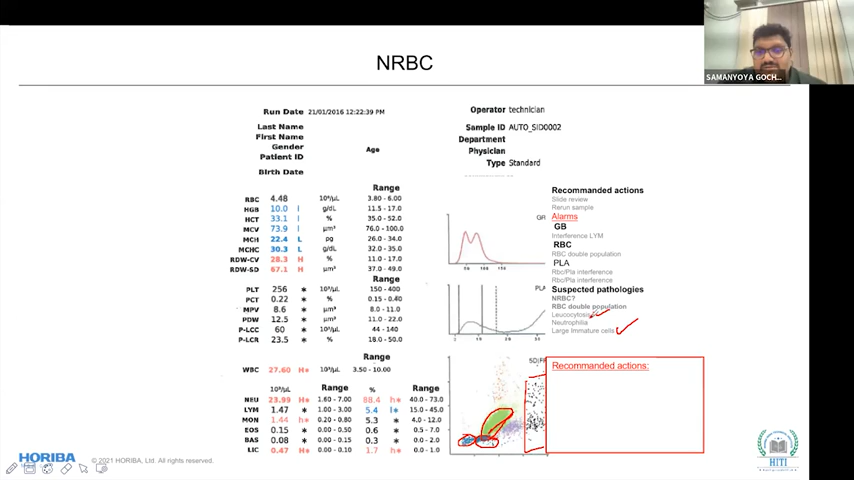 SAMANYOYA GOCH...
NRBC
Run Date 21/01/2016 12:22:39 PM
Last Name
First Name
Gender
Patient ID
Birth Date
Age
Operator technician
Sample ID AUTO_SID0002
Department
Physician
Type Standard
Range
RBC 4.48 10⁶/µL 3.80 - 6.00
HGB 10.0 l g/dL 11.5 - 17.0
HCT 33.1 l % 35.0 - 52.0
MCV 73.9 l µm³ 76.0 - 100.0
MCH 22.4 L pg 26.0 - 34.0
MCHC 30.3 L g/dL 32.0 - 35.0
RDW-CV 28.3 H % 11.0 - 17.0
RDW-SD 67.1 H µm³ 37.0 - 49.0
Range
PLT 256 * 10³/µL 150 - 400
PCT 0.22 * % 0.15 - 0.40
MPV 8.6 * µm³ 8.0 - 11.0
PDW 12.5 * µm³ 11.0 - 22.0
P-LCC 60 * 10³/µL 44 - 140
P-LCR 23.5 * % 18.0 - 50.0
Range
WBC 27.60 H* 10³/µL 3.50 - 10.00
10³/µL Range % Range
NEU 23.99 H* 1.60 - 7.00 88.4 h* 40.0 - 73.0
LYM 1.47 * 1.00 - 3.00 5.4 l* 15.0 - 45.0
MON 1.44 h* 0.20 - 0.80 5.3 * 4.0 - 12.0
EOS 0.15 * 0.00 - 0.50 0.6 * 0.5 - 7.0
BAS 0.08 * 0.00 - 0.15 0.3 * 0.0 - 2.0
LIC 0.47 H* 0.00 - 0.10 1.7 h* 0.0 - 1.0
50 100 150
PLA
10 20 30
5D(
Recommanded actions
Slide review
Rerun sample
Alarms
GB
Interference LYM
RBC
RBC double population
PLA
Rbc/Pla interference
Rbc/Pla interference
Suspected pathologies
NRBC?
RBC double population
Leucocytosis
Neutrophilia
Large Immature cells
Recommended actions:
HORIBA © 2021 HORIBA, Ltd. All rights reserved.
HITI